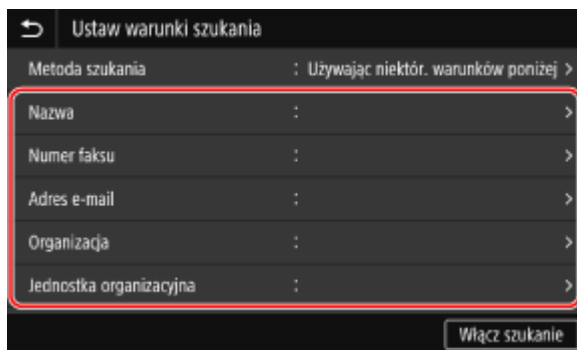 Ustaw warunki szukania
Metoda szukania : Używając niektór. warunków poniżej >
Nazwa : >
Numer faksu : >
Adres e-mail : >
Organizacja : >
Jednostka organizacyjna : >
Włącz szukanie